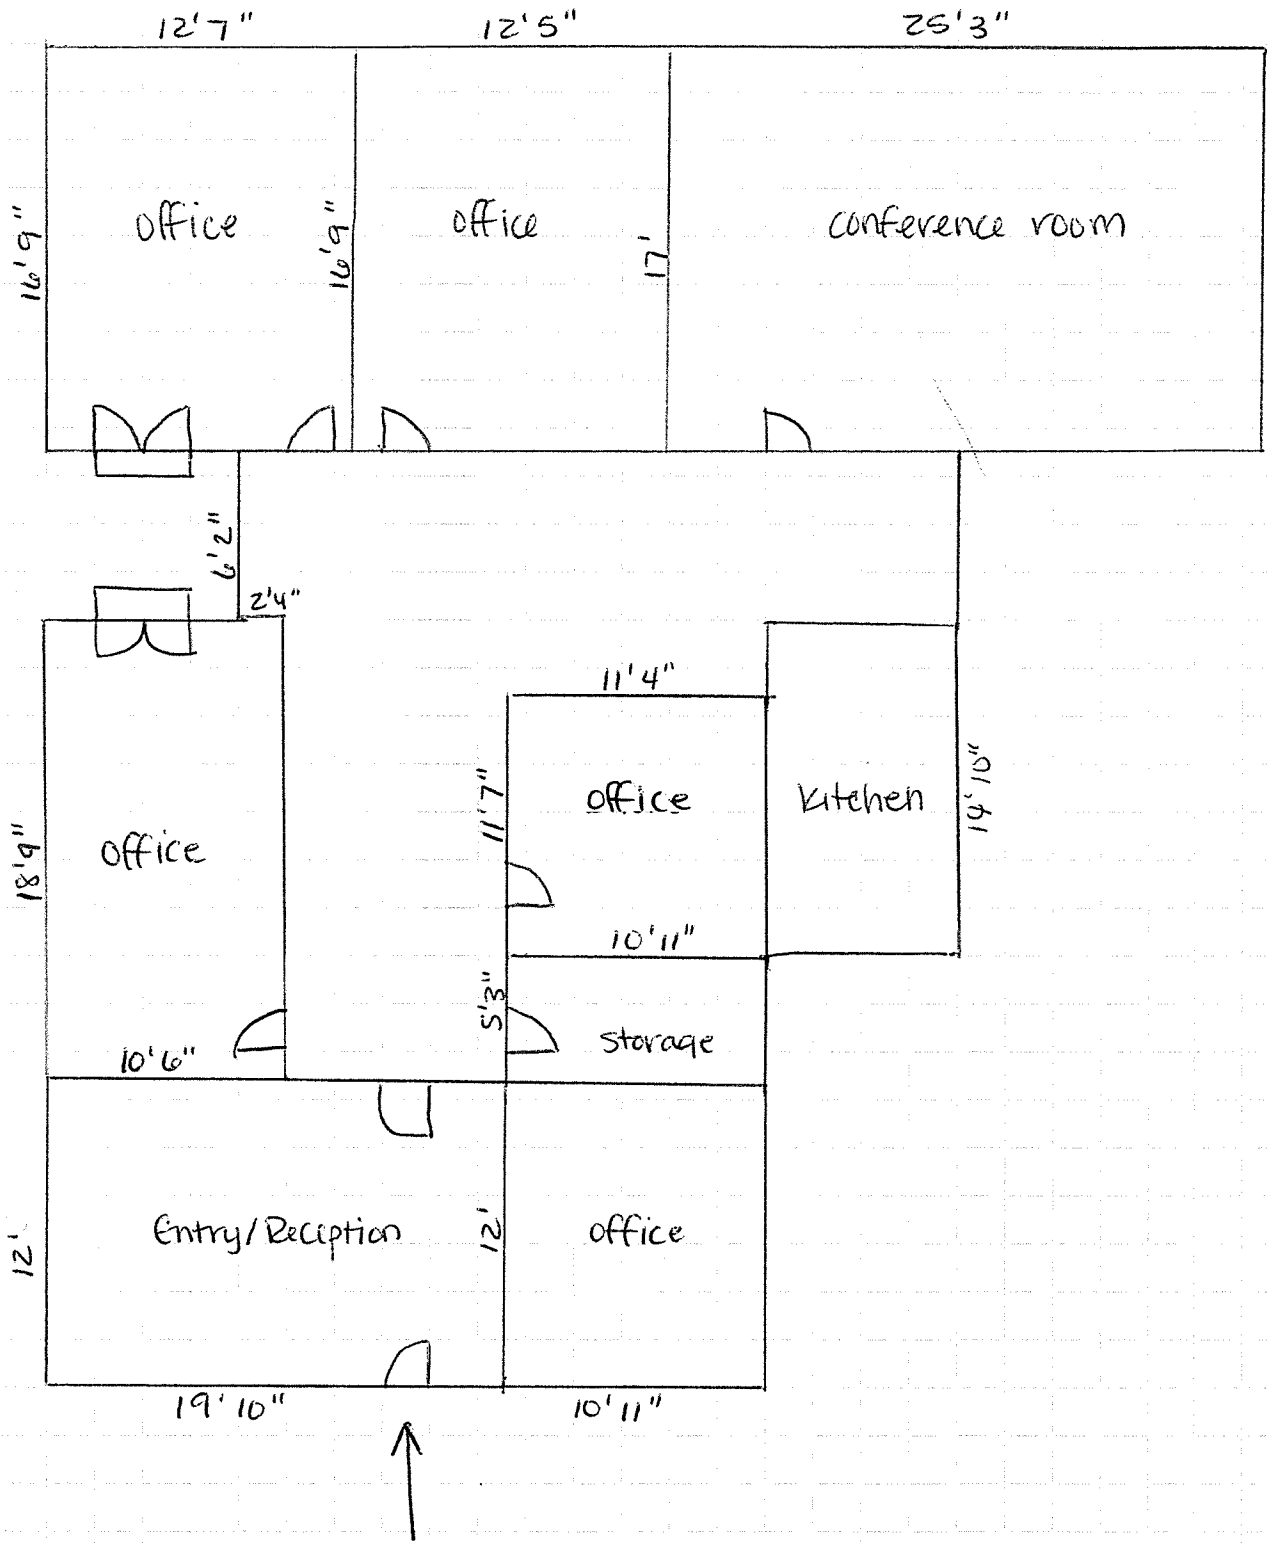 12'7" 12'5" 25'3"
16'9" office 16'9" office 17' conference room
6'2"
2'4"
11'4"
18'9" office 11'7" office kitchen 14'10"
10'11"
5'3" storage
10'6"
12' Entry/Reception 12' office
19'10" 10'11"